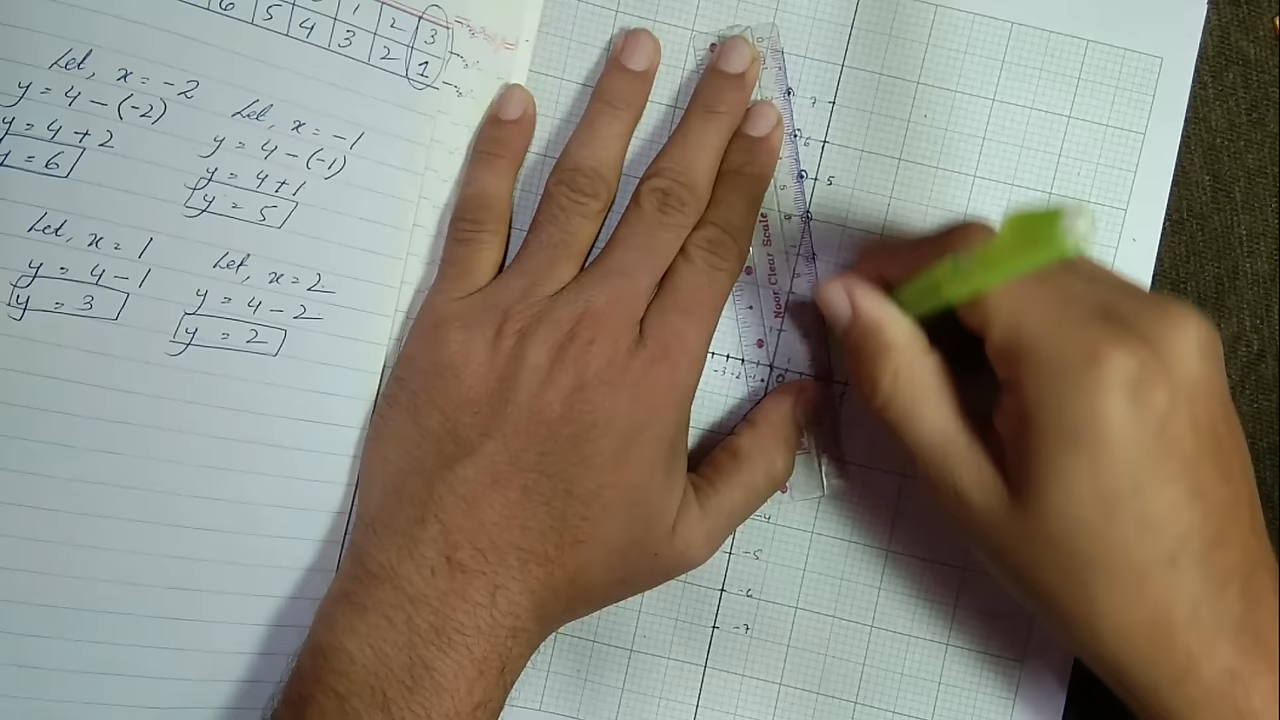 6 5 4 3 2 1
1 2 3
Let, x = -2
y = 4 - (-2)
y = 4 + 2
y = 6
Let, x = -1
y = 4 - (-1)
y = 4 + 1
y = 5
Let, x = 1
y = 4 - 1
y = 3
Let, x = 2
y = 4 - 2
y = 2
Noor Clear Scale
7
6
5
-3 -2 -1 0 1
-4
-5
-6
-7